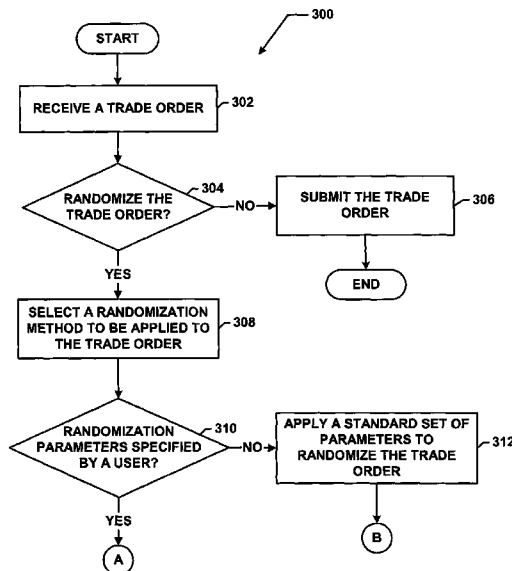 300
START
RECEIVE A TRADE ORDER
302
RANDOMIZE THE
TRADE ORDER?
304
NO
SUBMIT THE TRADE
ORDER
306
YES
END
SELECT A RANDOMIZATION
METHOD TO BE APPLIED TO
THE TRADE ORDER
308
RANDOMIZATION
PARAMETERS SPECIFIED
BY A USER?
310
NO
APPLY A STANDARD SET OF
PARAMETERS TO
RANDOMIZE THE TRADE
ORDER
312
YES
A
B